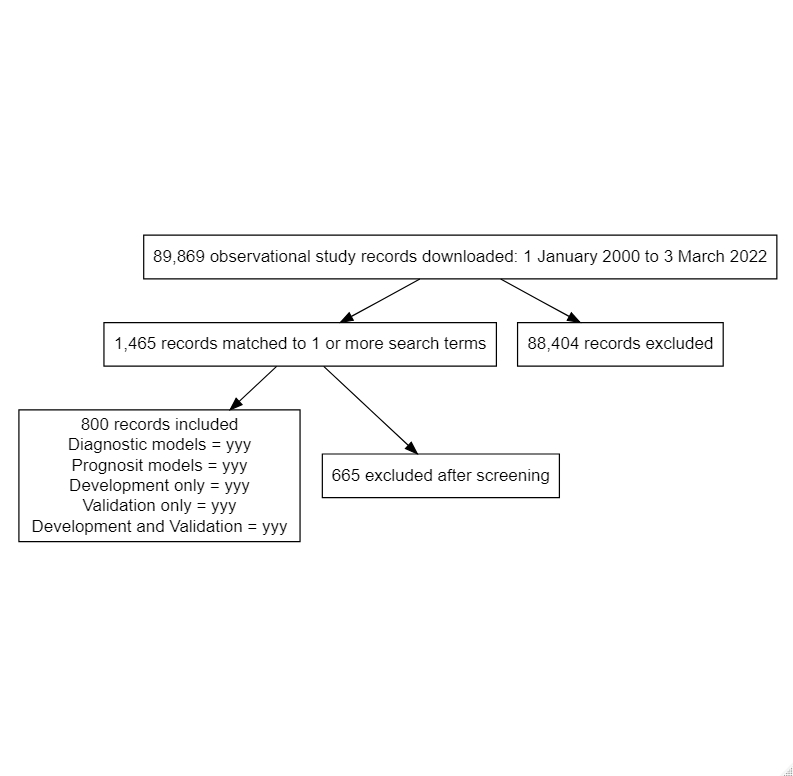 89,869 observational study records downloaded: 1 January 2000 to 3 March 2022
1,465 records matched to 1 or more search terms
88,404 records excluded
800 records included
Diagnostic models = yyy
Prognosit models = yyy
Development only = yyy
Validation only = yyy
Development and Validation = yyy
665 excluded after screening